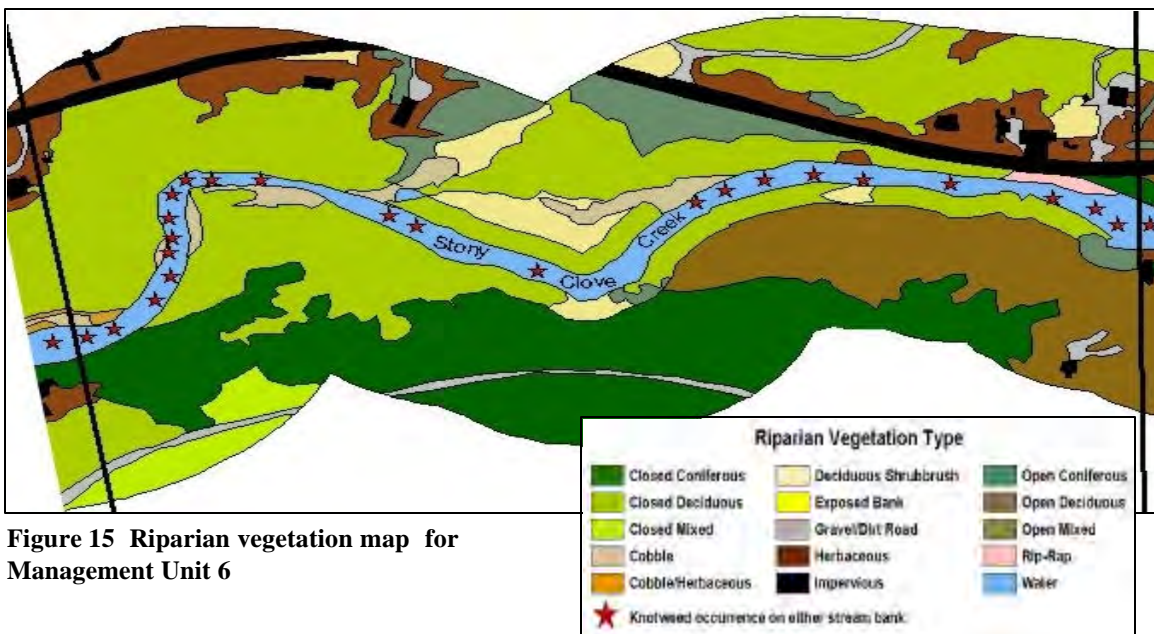 Stony
Clove
Creek
Riparian Vegetation Type
Closed Coniferous
Closed Deciduous
Closed Mixed
Cobble
Cobble/Herbaceous
Deciduous Shrubbrush
Exposed Bank
Gravel/Dirt Road
Herbaceous
Impervious
Open Coniferous
Open Deciduous
Open Mixed
Rip-Rap
Water
Knotweed occurrence on either stream bank
Figure 15 Riparian vegetation map for
Management Unit 6